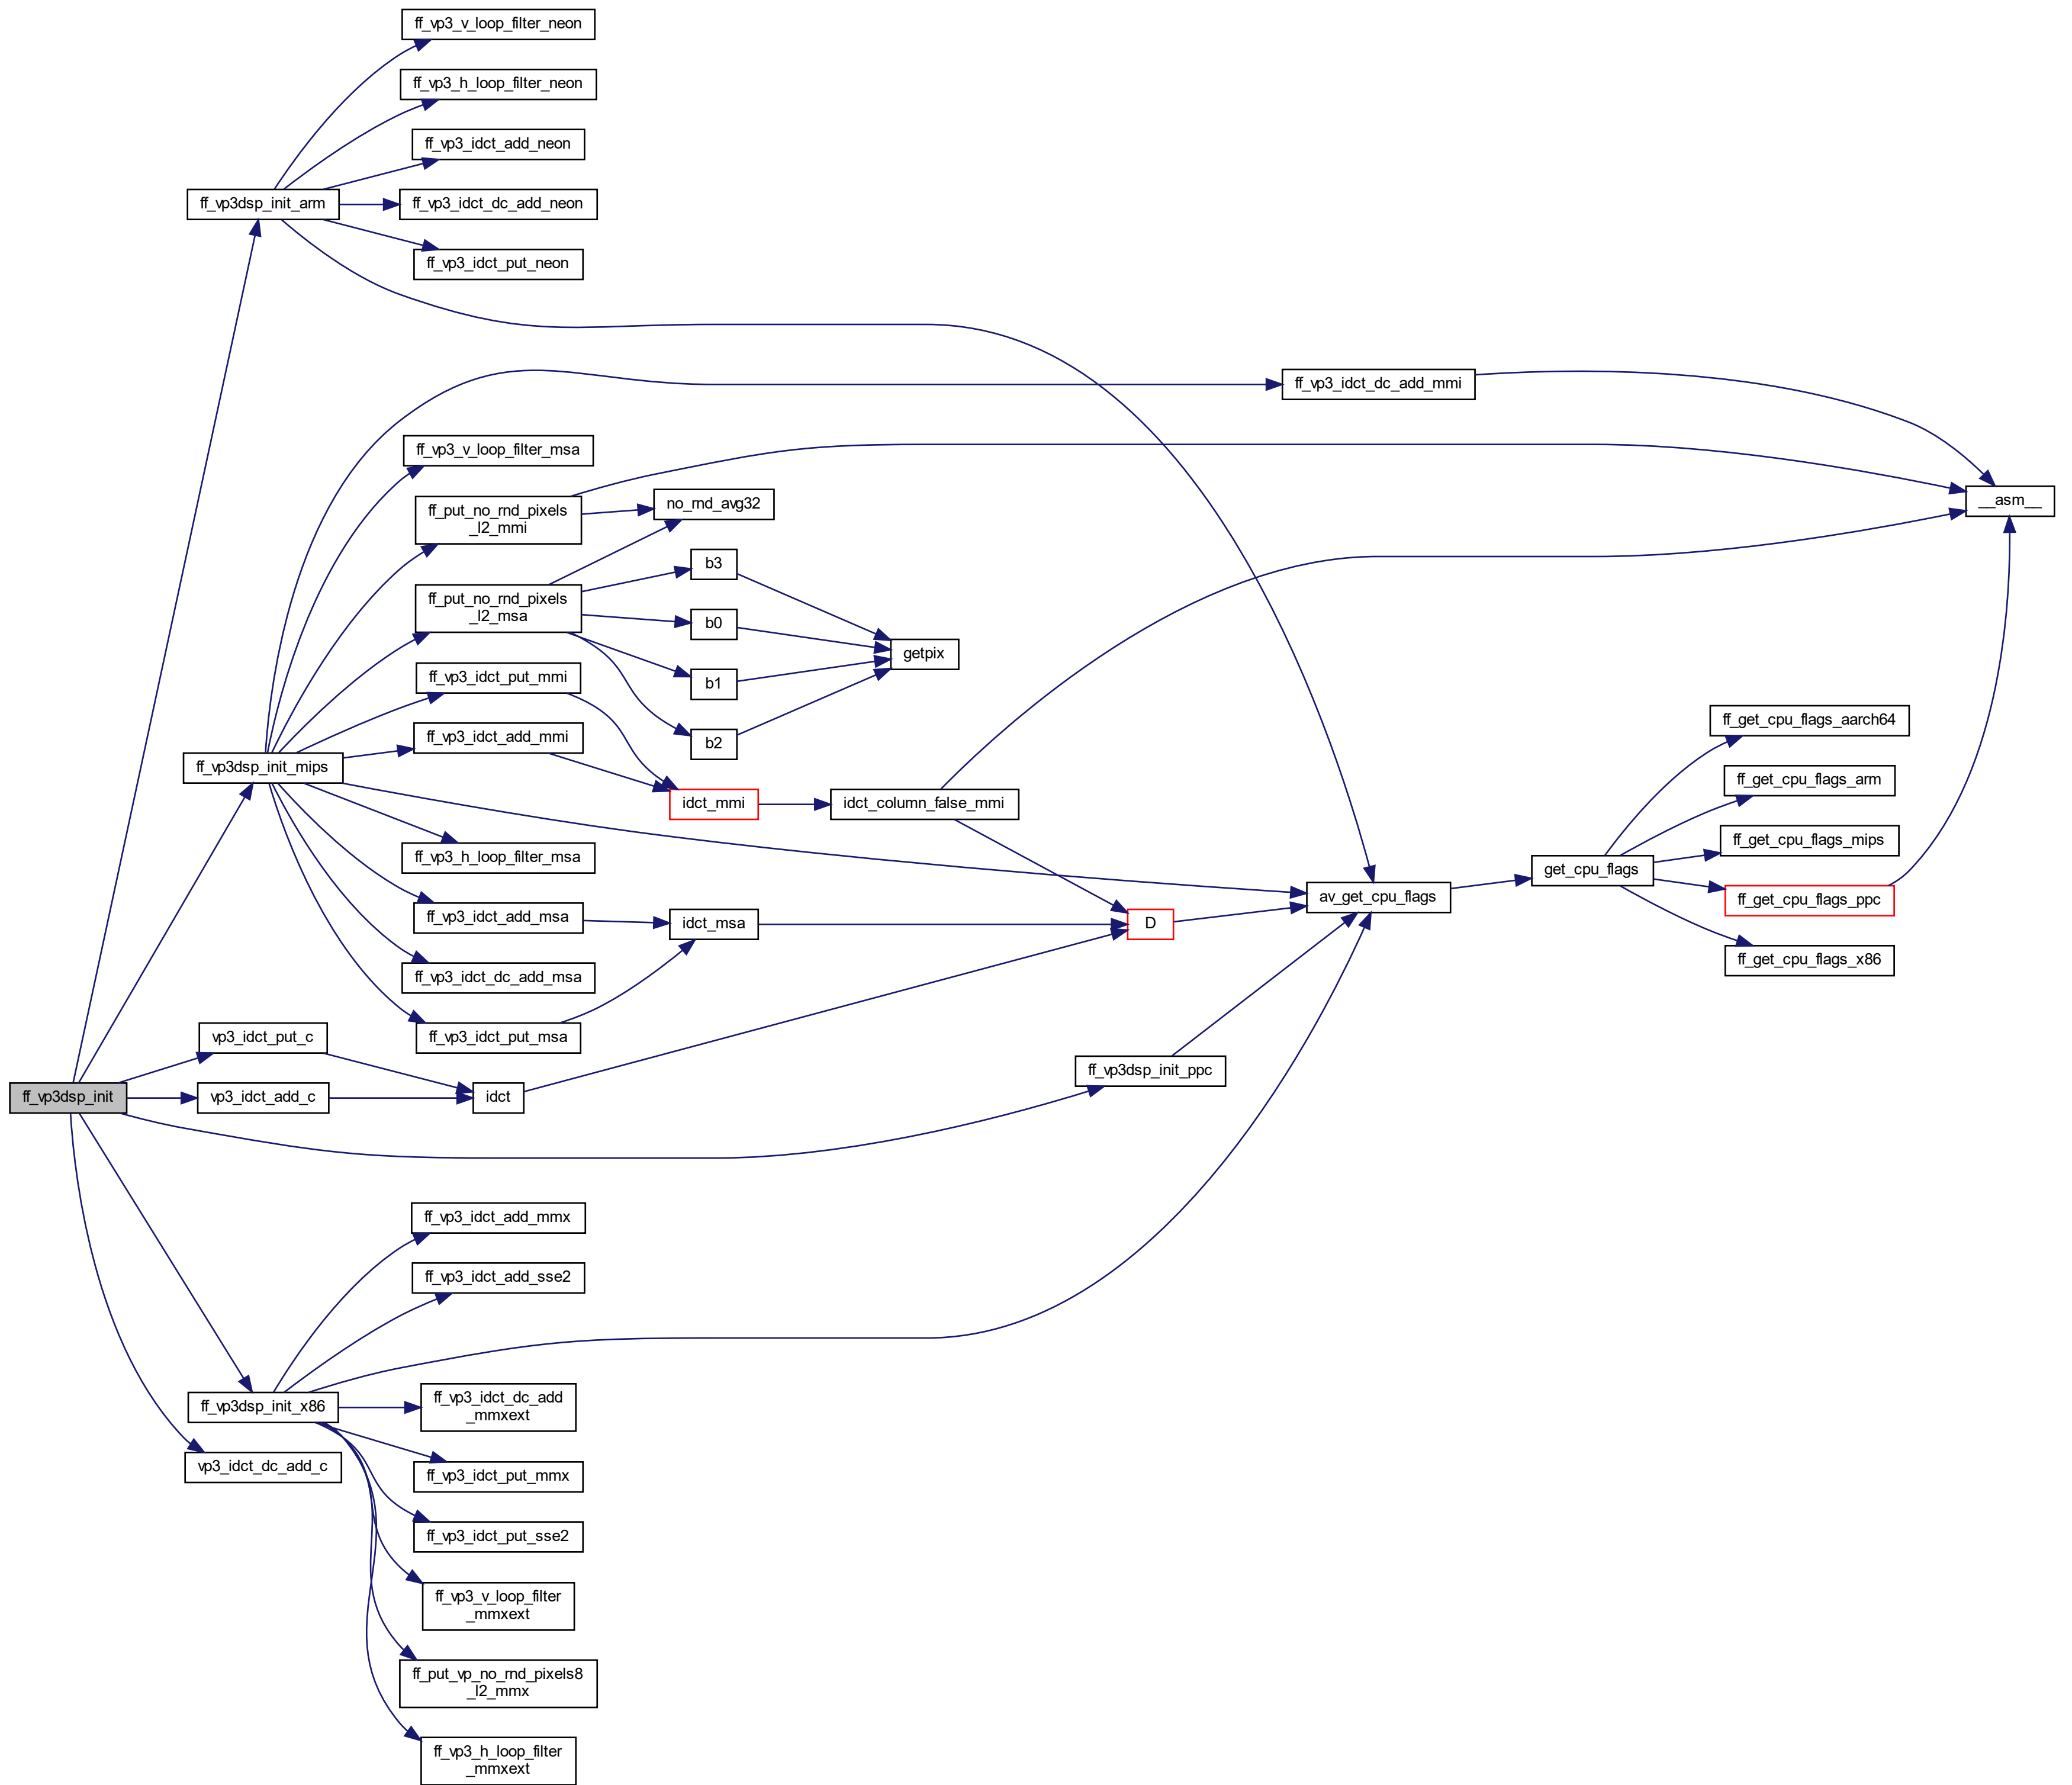 ff_vp3_v_loop_filter_neon
ff_vp3_h_loop_filter_neon
ff_vp3_idct_add_neon
ff_vp3dsp_init_arm
ff_vp3_idct_dc_add_neon
ff_vp3_idct_put_neon
ff_vp3_idct_dc_add_mmi
ff_vp3_v_loop_filter_msa
ff_put_no_rnd_pixels
_l2_mmi
no_rnd_avg32
__asm__
b3
ff_put_no_rnd_pixels
_l2_msa
b0
getpix
b1
ff_vp3_idct_put_mmi
b2
ff_get_cpu_flags_aarch64
ff_vp3_idct_add_mmi
ff_vp3dsp_init_mips
ff_get_cpu_flags_arm
idct_mmi
idct_column_false_mmi
ff_get_cpu_flags_mips
ff_vp3_h_loop_filter_msa
get_cpu_flags
av_get_cpu_flags
ff_get_cpu_flags_ppc
ff_vp3_idct_add_msa
idct_msa
D
ff_get_cpu_flags_x86
ff_vp3_idct_dc_add_msa
vp3_idct_put_c
ff_vp3_idct_put_msa
ff_vp3dsp_init_ppc
ff_vp3dsp_init
vp3_idct_add_c
idct
ff_vp3_idct_add_mmx
ff_vp3_idct_add_sse2
ff_vp3dsp_init_x86
ff_vp3_idct_dc_add
_mmxext
vp3_idct_dc_add_c
ff_vp3_idct_put_mmx
ff_vp3_idct_put_sse2
ff_vp3_v_loop_filter
_mmxext
ff_put_vp_no_rnd_pixels8
_l2_mmx
ff_vp3_h_loop_filter
_mmxext